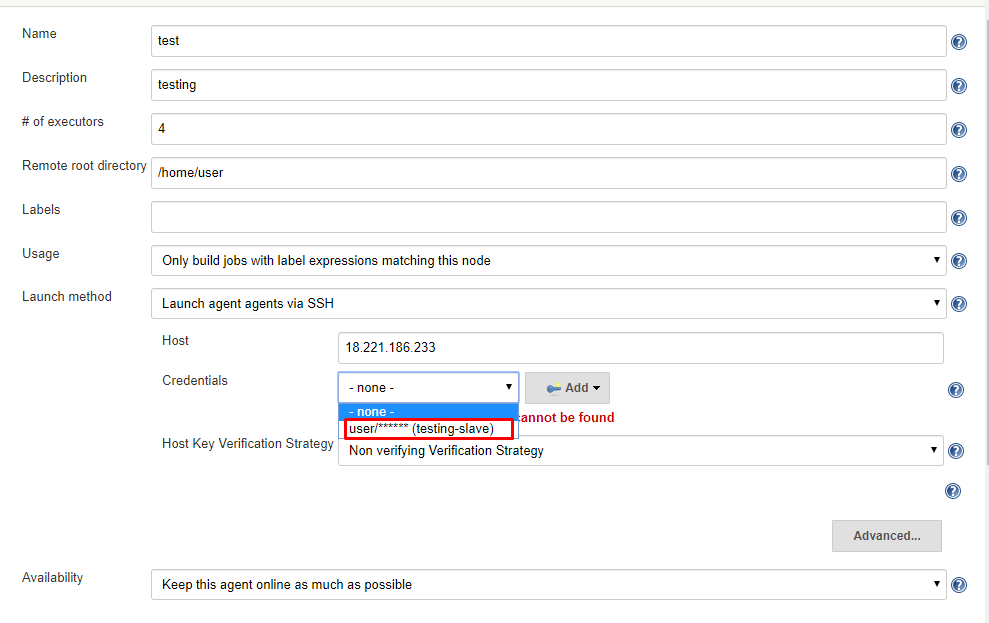 Name
test
Description
testing
# of executors
4
Remote root directory
/home/user
Labels
Usage
Only build jobs with label expressions matching this node
Launch method
Launch agent agents via SSH
Host
18.221.186.233
Credentials
- none -
Add
- none -
cannot be found
user/****** (testing-slave)
Host Key Verification Strategy
Non verifying Verification Strategy
Advanced...
Availability
Keep this agent online as much as possible